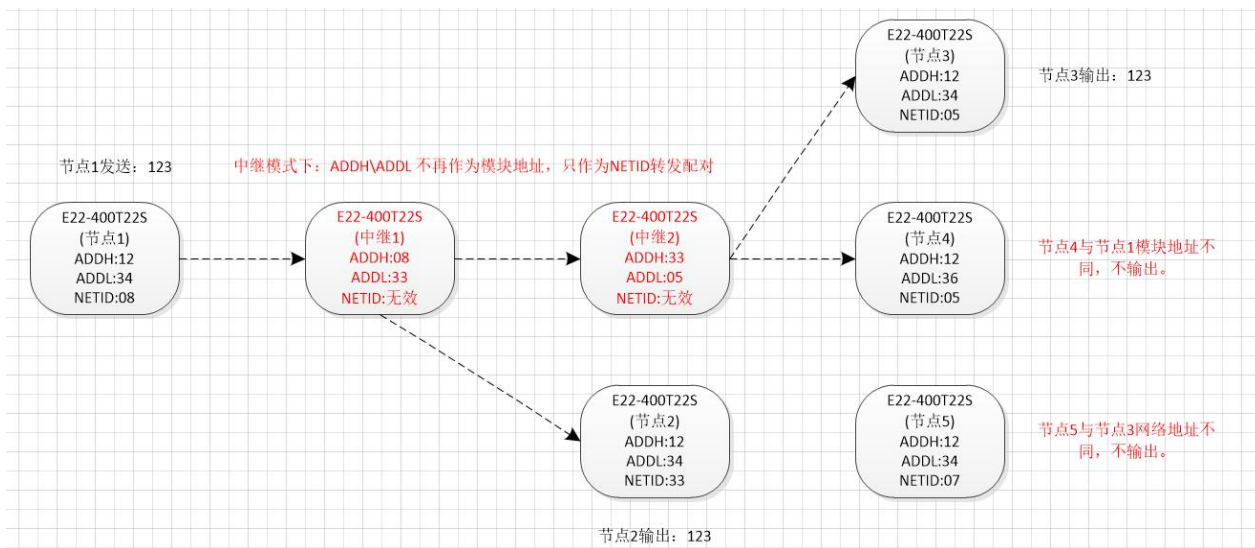 E22-400T22S
(节点3)
ADDH:12
ADDL:34
NETID:05
节点3输出：123
节点1发送：123
中继模式下：ADDH\ADDL 不再作为模块地址，只作为NETID转发配对
E22-400T22S
(节点1)
ADDH:12
ADDL:34
NETID:08
E22-400T22S
(中继1)
ADDH:08
ADDL:33
NETID:无效
E22-400T22S
(中继2)
ADDH:33
ADDL:05
NETID:无效
E22-400T22S
(节点4)
ADDH:12
ADDL:36
NETID:05
节点4与节点1模块地址不
同，不输出。
E22-400T22S
(节点2)
ADDH:12
ADDL:34
NETID:33
E22-400T22S
(节点5)
ADDH:12
ADDL:34
NETID:07
节点5与节点3网络地址不
同，不输出。
节点2输出：123